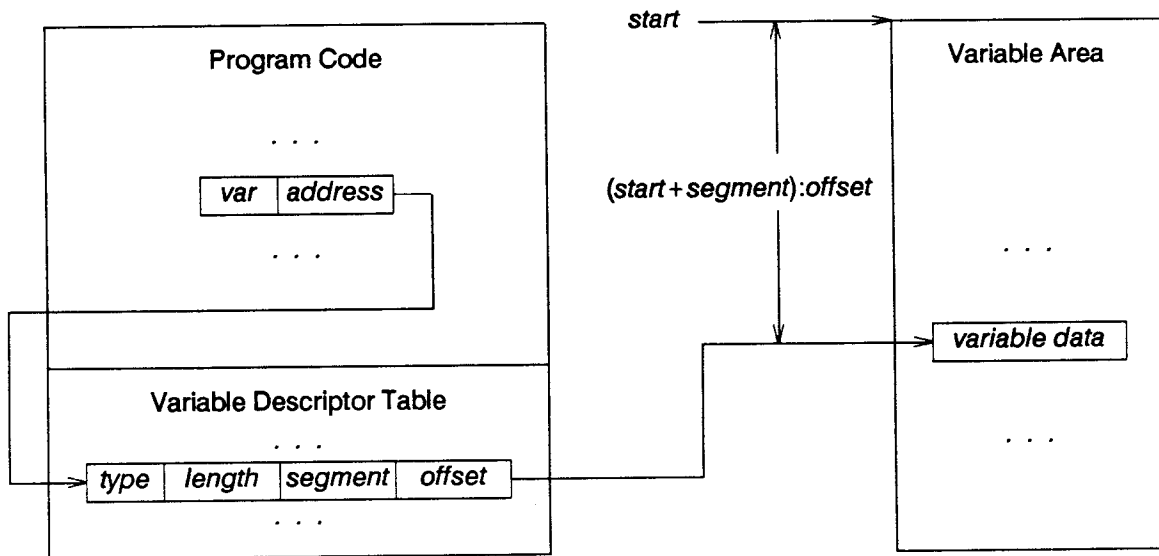 Program Code
. . .
var address
. . .
Variable Descriptor Table
. . .
type length segment offset
. . .
start
(start+segment):offset
Variable Area
. . .
variable data
. . .